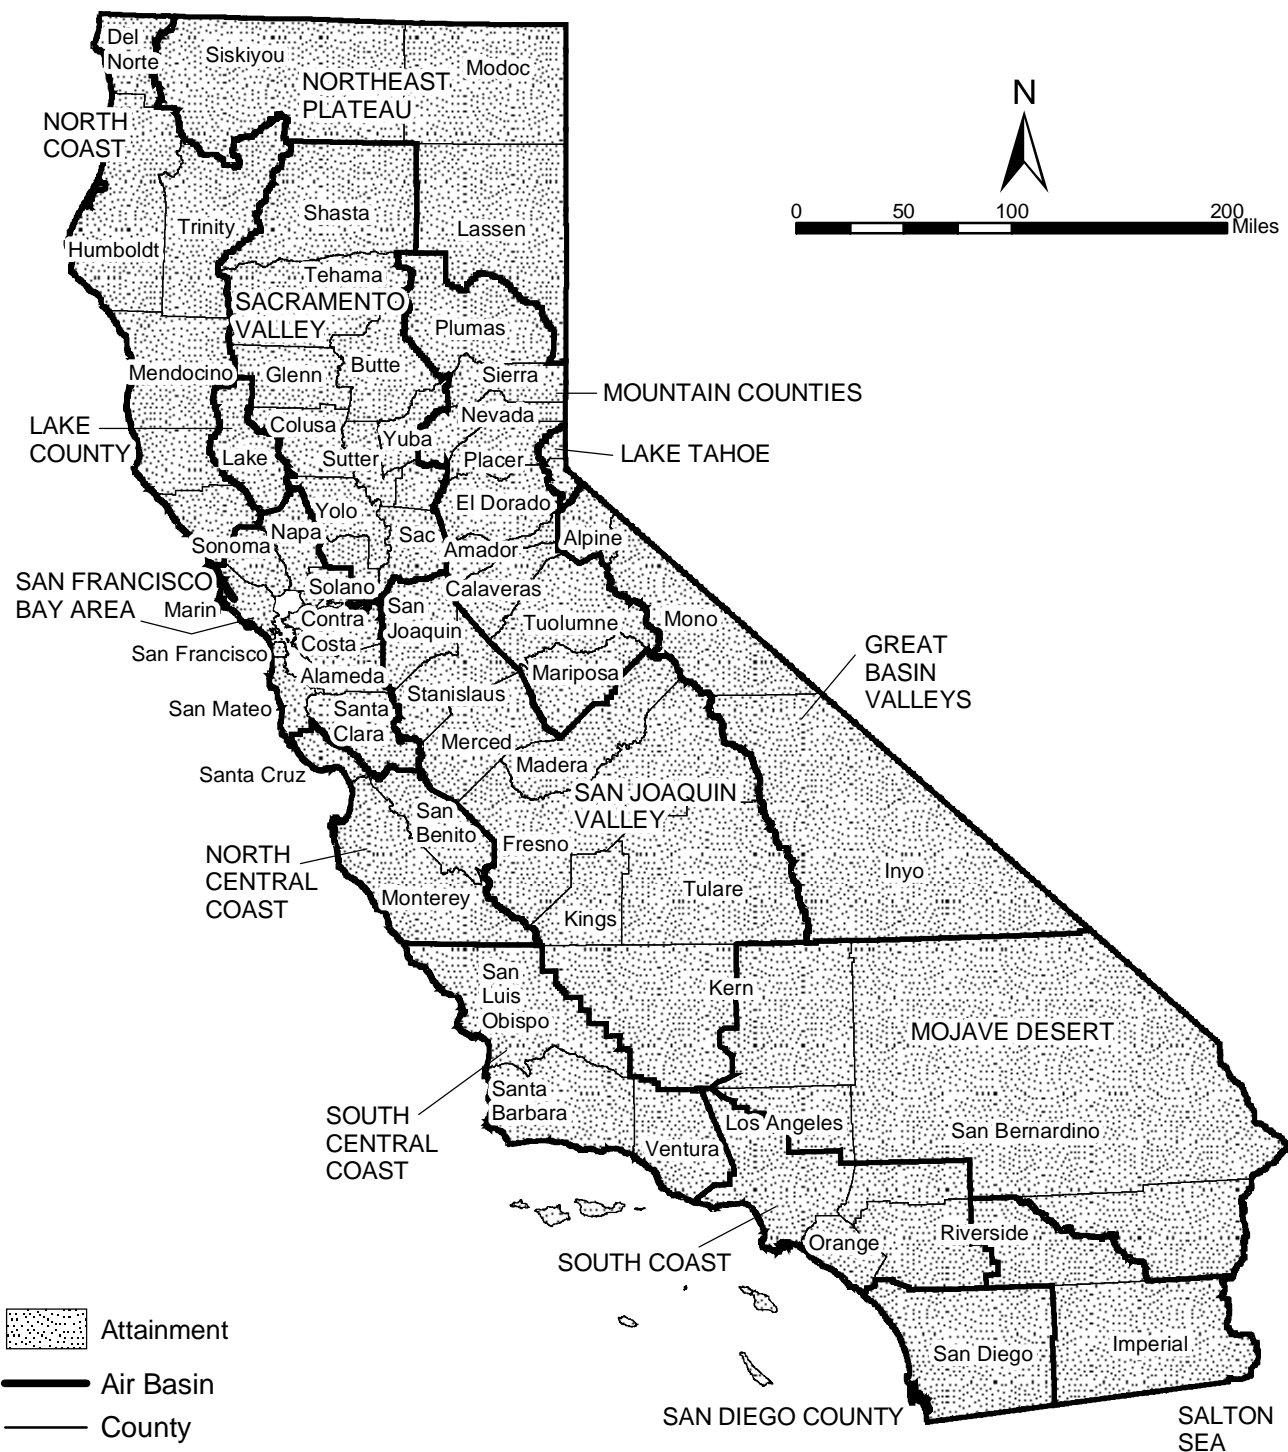 Del
Norte
Siskiyou
Modoc
NORTHEAST
PLATEAU
NORTH
COAST
N
0 50 100 200
Miles
Shasta
Trinity
Lassen
Humboldt
Tehama
SACRAMENTO
VALLEY
Plumas
Mendocino
Glenn
Butte
Sierra
MOUNTAIN COUNTIES
Nevada
LAKE
COUNTY
Colusa
Yuba
Lake
Sutter
Placer
LAKE TAHOE
El Dorado
Yolo
Napa
Sac
Sonoma
Amador
Alpine
SAN FRANCISCO
BAY AREA
Solano
Calaveras
Marin
San
Joaquin
Contra
Costa
Tuolumne
Mono
San Francisco
GREAT
BASIN
VALLEYS
Alameda
Mariposa
Stanislaus
San Mateo
Santa
Clara
Merced
Madera
Santa Cruz
SAN JOAQUIN
VALLEY
San
Benito
Fresno
NORTH
CENTRAL
COAST
Inyo
Tulare
Monterey
Kings
San
Luis
Obispo
Kern
MOJAVE DESERT
Santa
Barbara
SOUTH
CENTRAL
COAST
Los Angeles
San Bernardino
Ventura
Orange
Riverside
SOUTH COAST
Attainment
Air Basin
County
San Diego
Imperial
SAN DIEGO COUNTY
SALTON
SEA